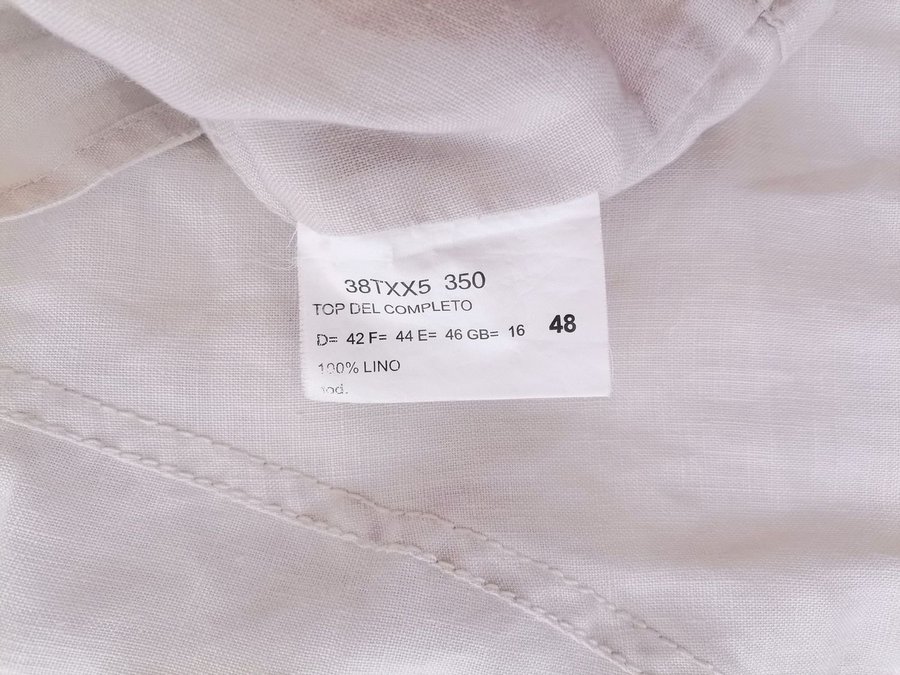 38TXX5 350
TOP DEL COMPLETO
D= 42 F= 44 E= 46 GB= 16 48
100% LINO